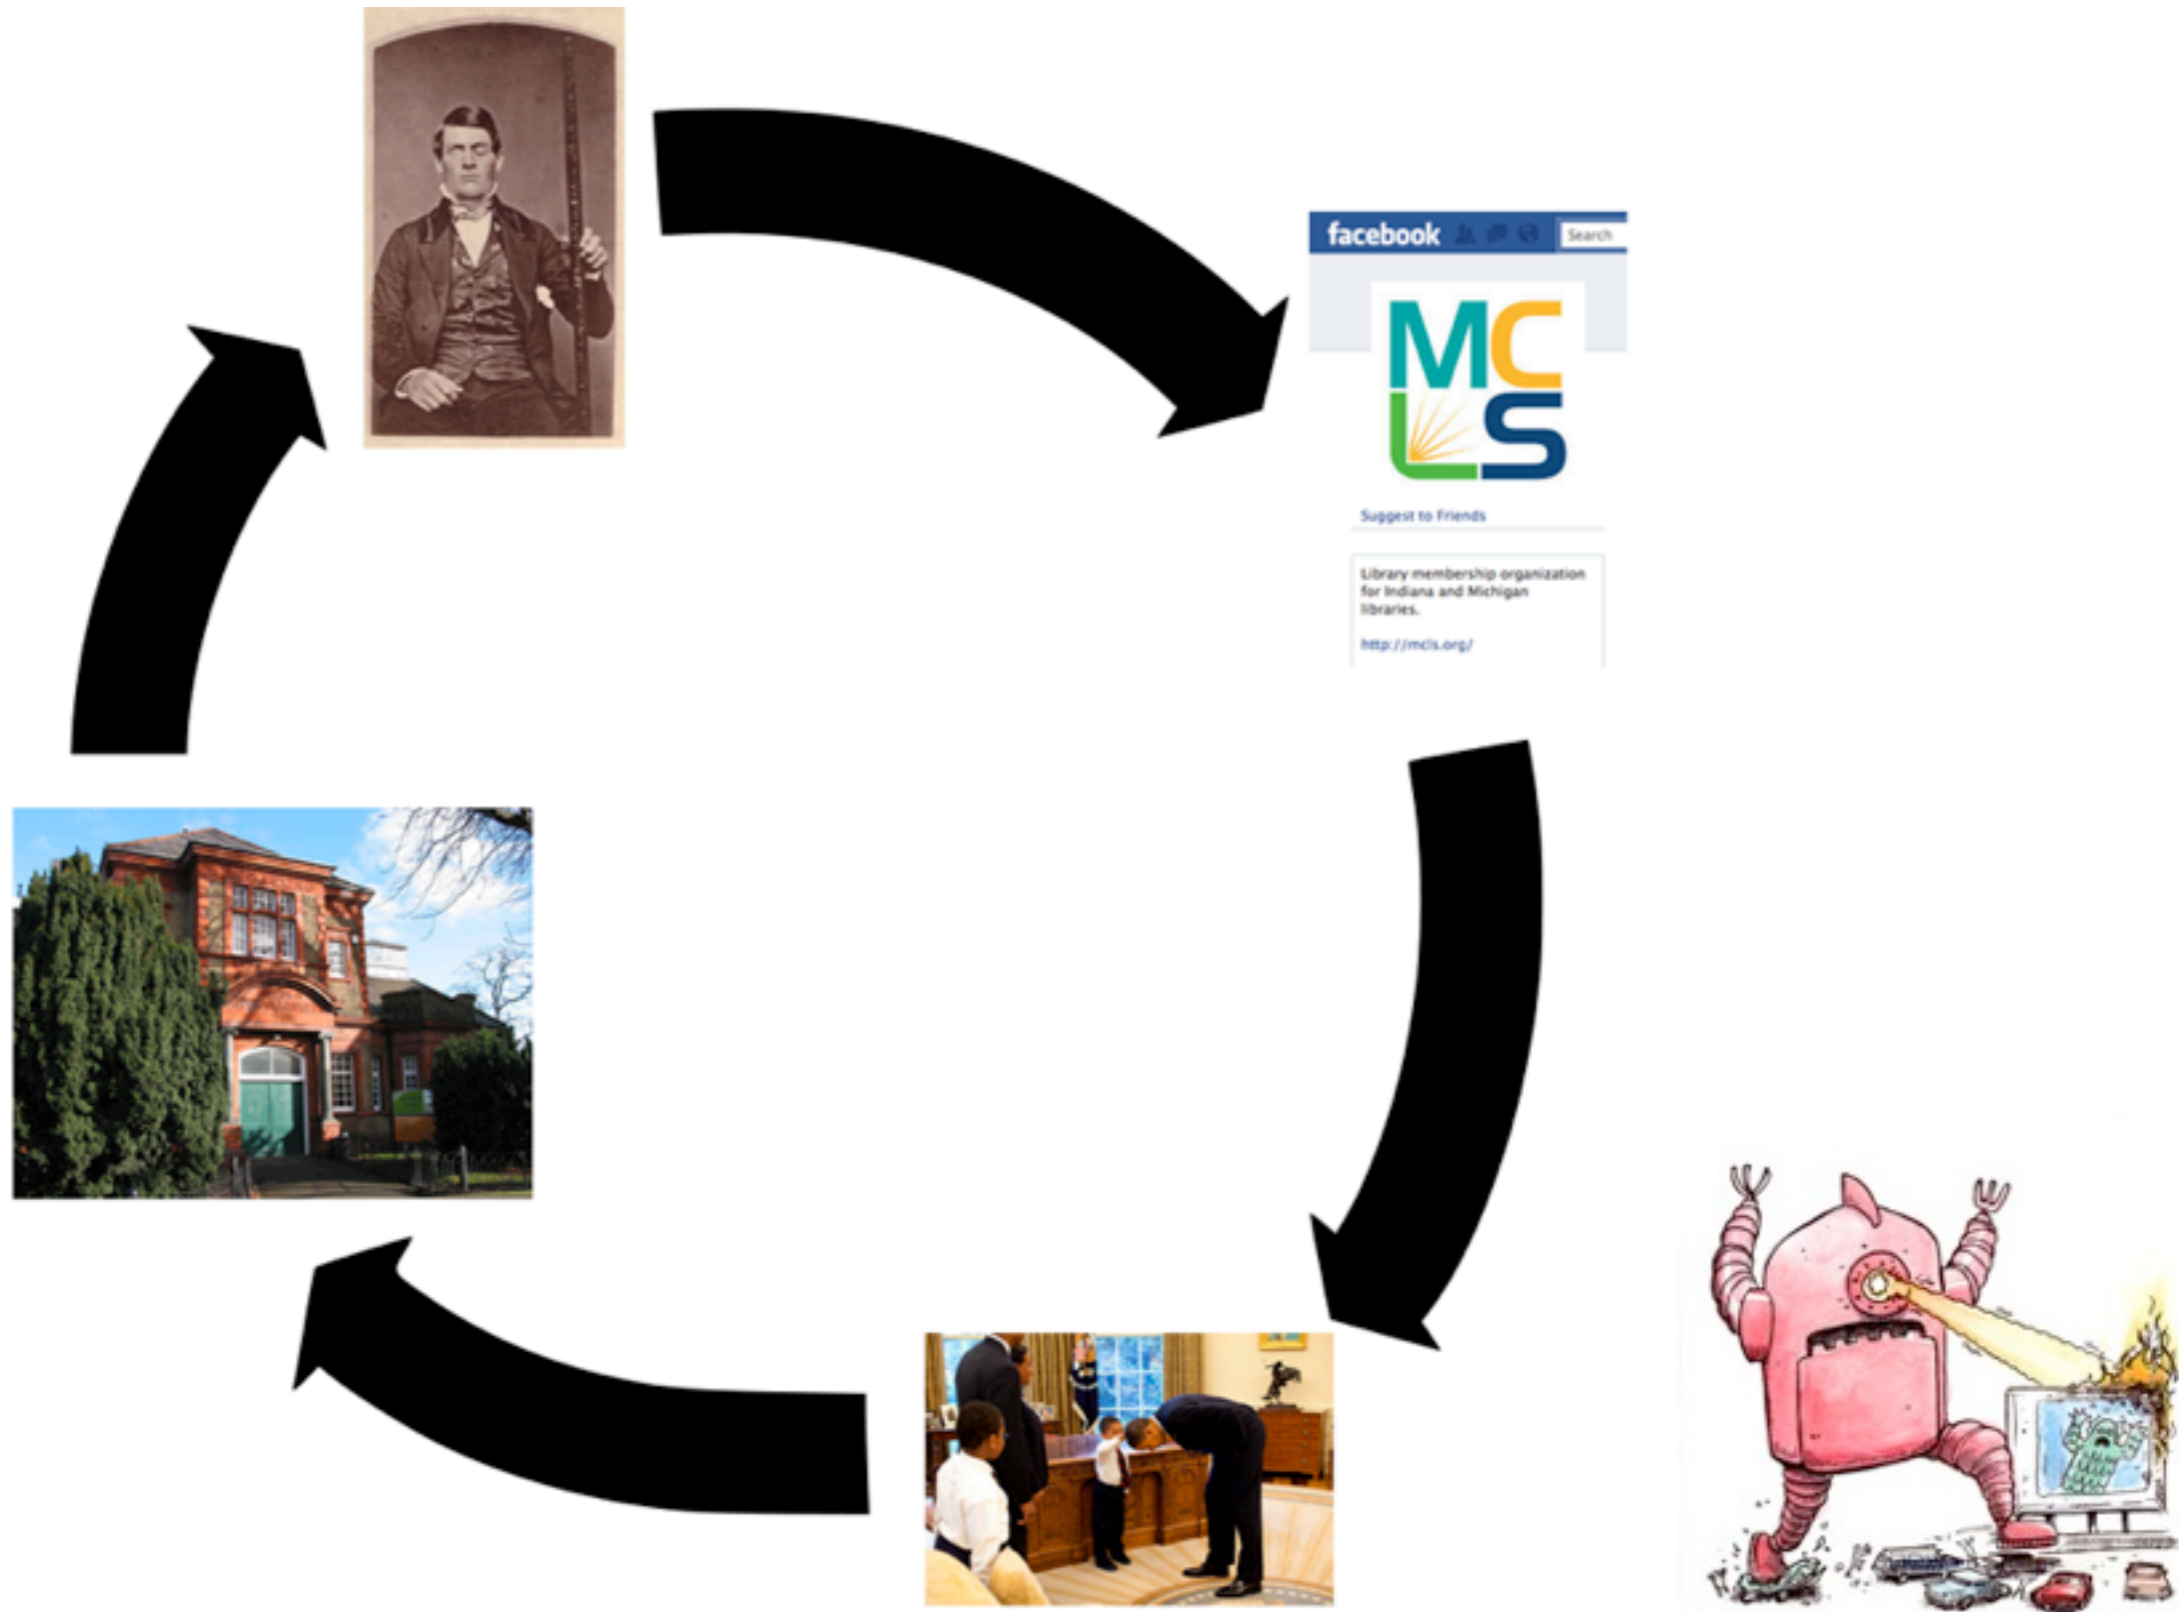 facebook
Search
MC
LS
Suggest to Friends
Library membership organization
for Indiana and Michigan
libraries.
http://mcls.org/